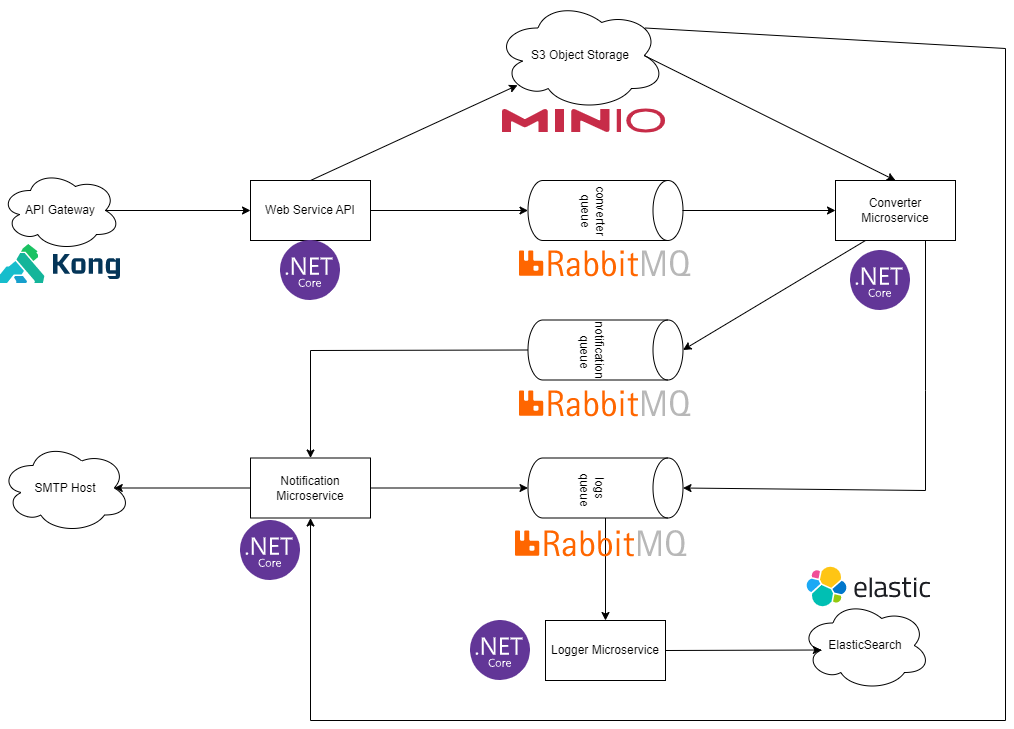 S3 Object Storage
MINIO
API Gateway
Kong
Web Service API
.NET
Core
converter
queue
RabbitMQ
Converter
Microservice
.NET
Core
notification
queue
RabbitMQ
SMTP Host
Notification
Microservice
.NET
Core
logs
queue
RabbitMQ
.NET
Core
Logger Microservice
elastic
ElasticSearch